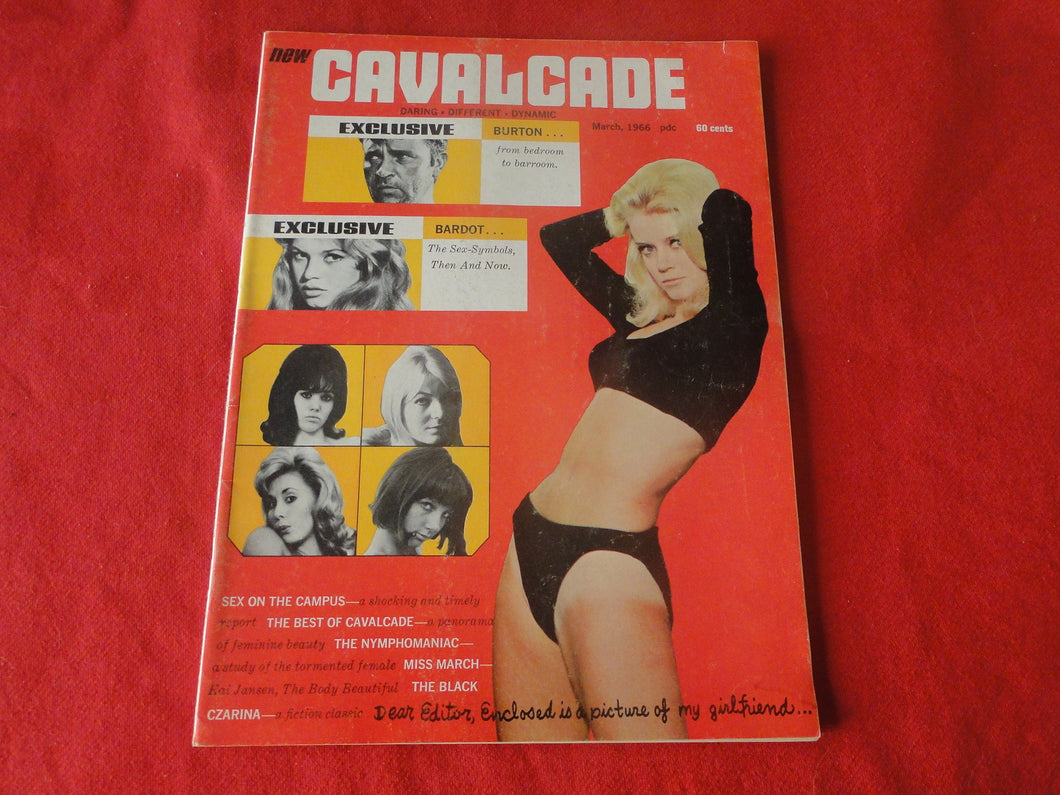 new
CAVALCADE
DARING • DIFFERENT • DYNAMIC
March, 1966 pdc 60 cents
EXCLUSIVE
BURTON...
from bedroom
to barroom.
EXCLUSIVE
BARDOT...
The Sex-Symbols,
Then And Now.
SEX ON THE CAMPUS—a shocking and timely
report THE BEST OF CAVALCADE—a panorama
of feminine beauty THE NYMPHOMANIAC—
a study of the tormented female MISS MARCH—
Kai Jansen, The Body Beautiful THE BLACK
CZARINA—a fiction classic
Dear Editor, Enclosed is a picture of my girlfriend...